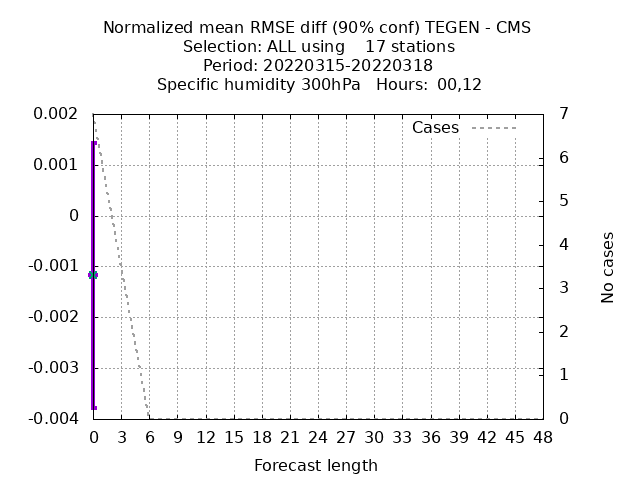 Normalized mean RMSE diff (90% conf) TEGEN - CMS
Selection: ALL using    17 stations
Period: 20220315-20220318
Specific humidity 300hPa   Hours:  00,12
Cases
0.002
0.001
0
-0.001
-0.002
-0.003
-0.004
7
6
5
4
3
2
1
0
No cases
0 3 6 9 12 15 18 21 24 27 30 33 36 39 42 45 48
Forecast length